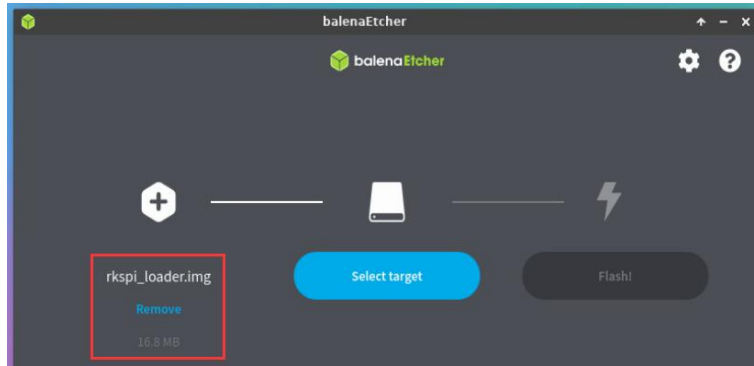 balenaEtcher
balenaEtcher
rkspi_loader.img
Select target
Flash!
Remove
16.8 MB